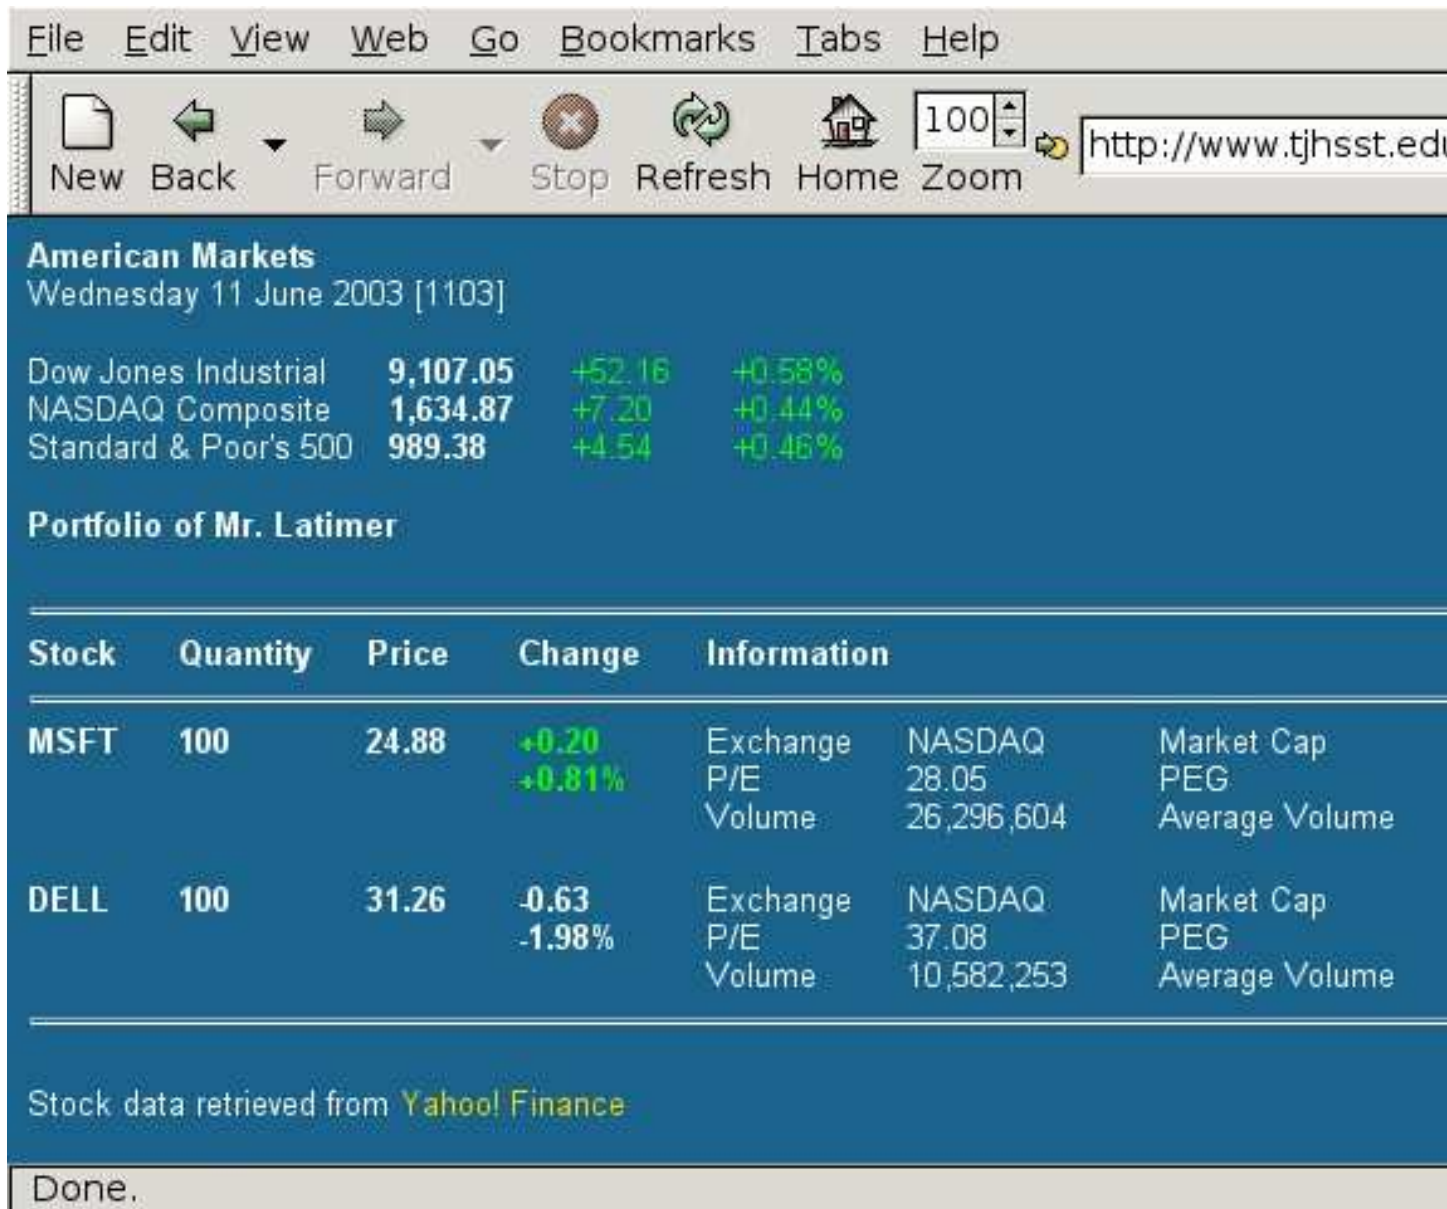 File Edit View Web Go Bookmarks Tabs Help
100 http://www.tjhsst.edu
New Back Forward Stop Refresh Home Zoom
American Markets
Wednesday 11 June 2003 [1103]
Dow Jones Industrial 9,107.05 +52.16 +0.58%
NASDAQ Composite 1,634.87 +7.20 +0.44%
Standard & Poor's 500 989.38 +4.54 +0.46%
Portfolio of Mr. Latimer
Stock Quantity Price Change Information
MSFT 100 24.88 +0.20 Exchange NASDAQ Market Cap
+0.81% P/E 28.05 PEG
Volume 26,296,604 Average Volume
DELL 100 31.26 -0.63 Exchange NASDAQ Market Cap
-1.98% P/E 37.08 PEG
Volume 10,582,253 Average Volume
Stock data retrieved from Yahoo! Finance
Done.